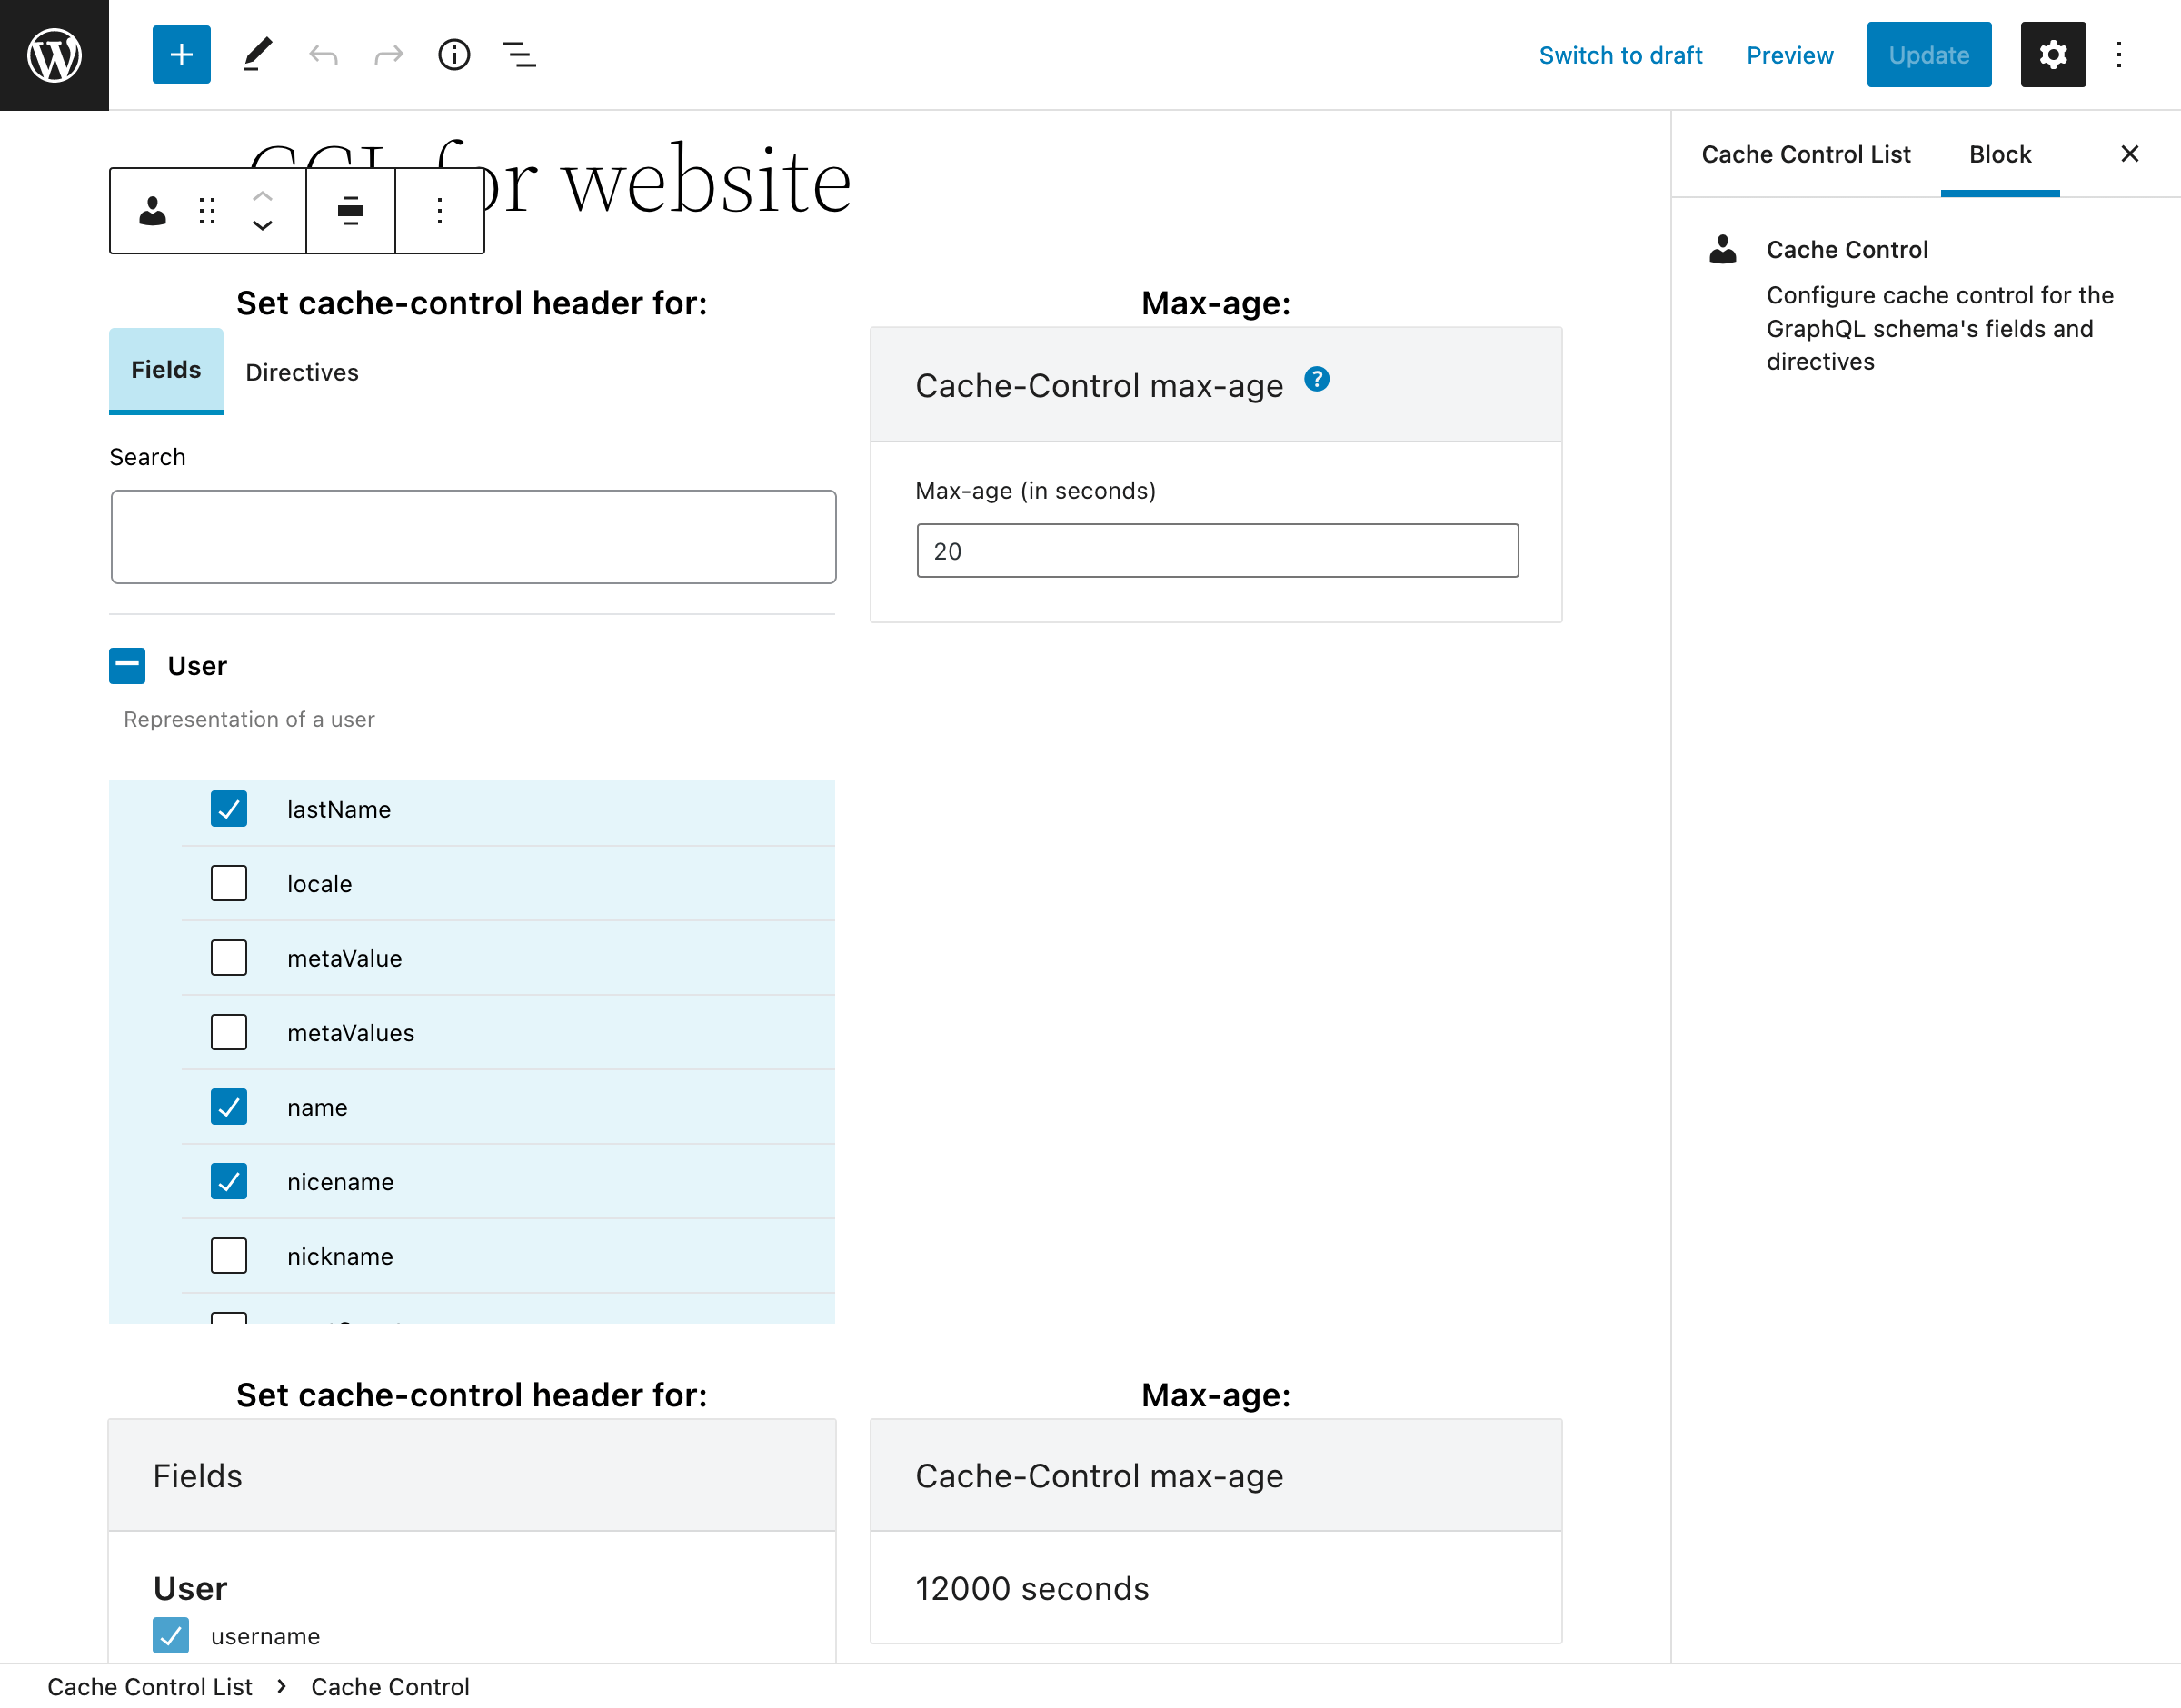 Switch to draft
Preview
Update
for website
Cache Control List
Block
Cache Control
Configure cache control for the
GraphQL schema's fields and
directives
Set cache-control header for:
Max-age:
Fields
Directives
Cache-Control max-age
?
Search
Max-age (in seconds)
20
User
Representation of a user
lastName
locale
metaValue
metaValues
name
nicename
nickname
Set cache-control header for:
Max-age:
Fields
Cache-Control max-age
User
12000 seconds
username
Cache Control List › Cache Control